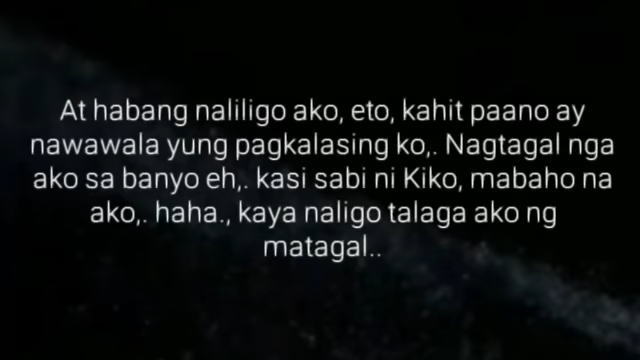 At habang naliligo ako, eto, kahit paano ay
nawawala yung pagkalasing ko,. Nagtagal nga
ako sa banyo eh,. kasi sabi ni Kiko, mabaho na
ako,. haha., kaya naligo talaga ako ng
matagal..